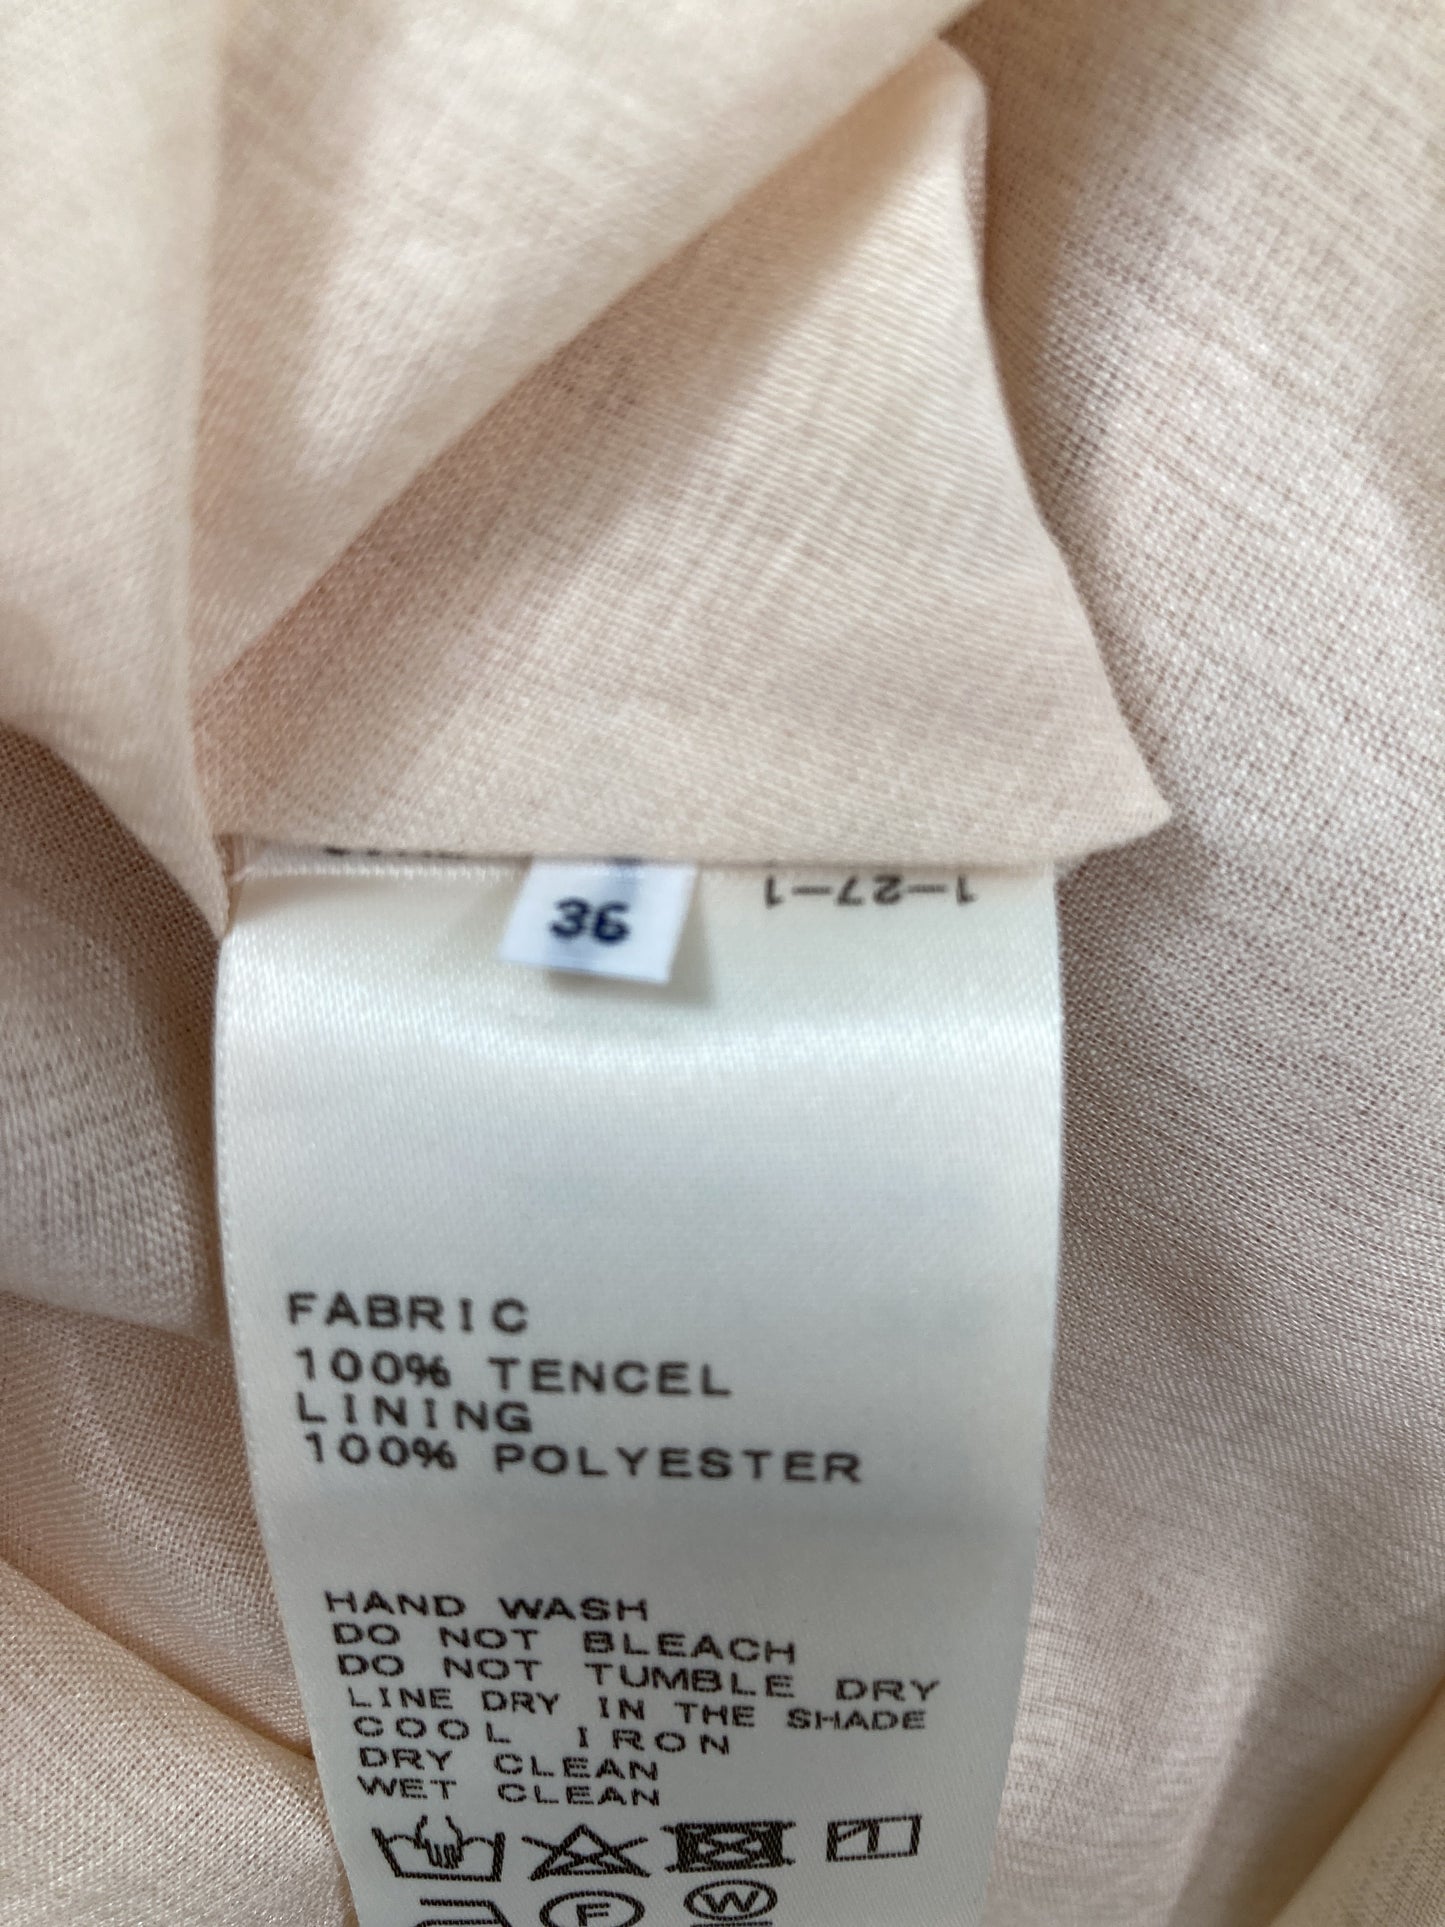 36
1-27-1
FABRIC
100% TENCEL
LINING
100% POLYESTER
HAND WASH
DO NOT BLEACH
DO NOT TUMBLE DRY
LINE DRY IN THE SHADE
COOL IRON
DRY CLEAN
WET CLEAN
F
W